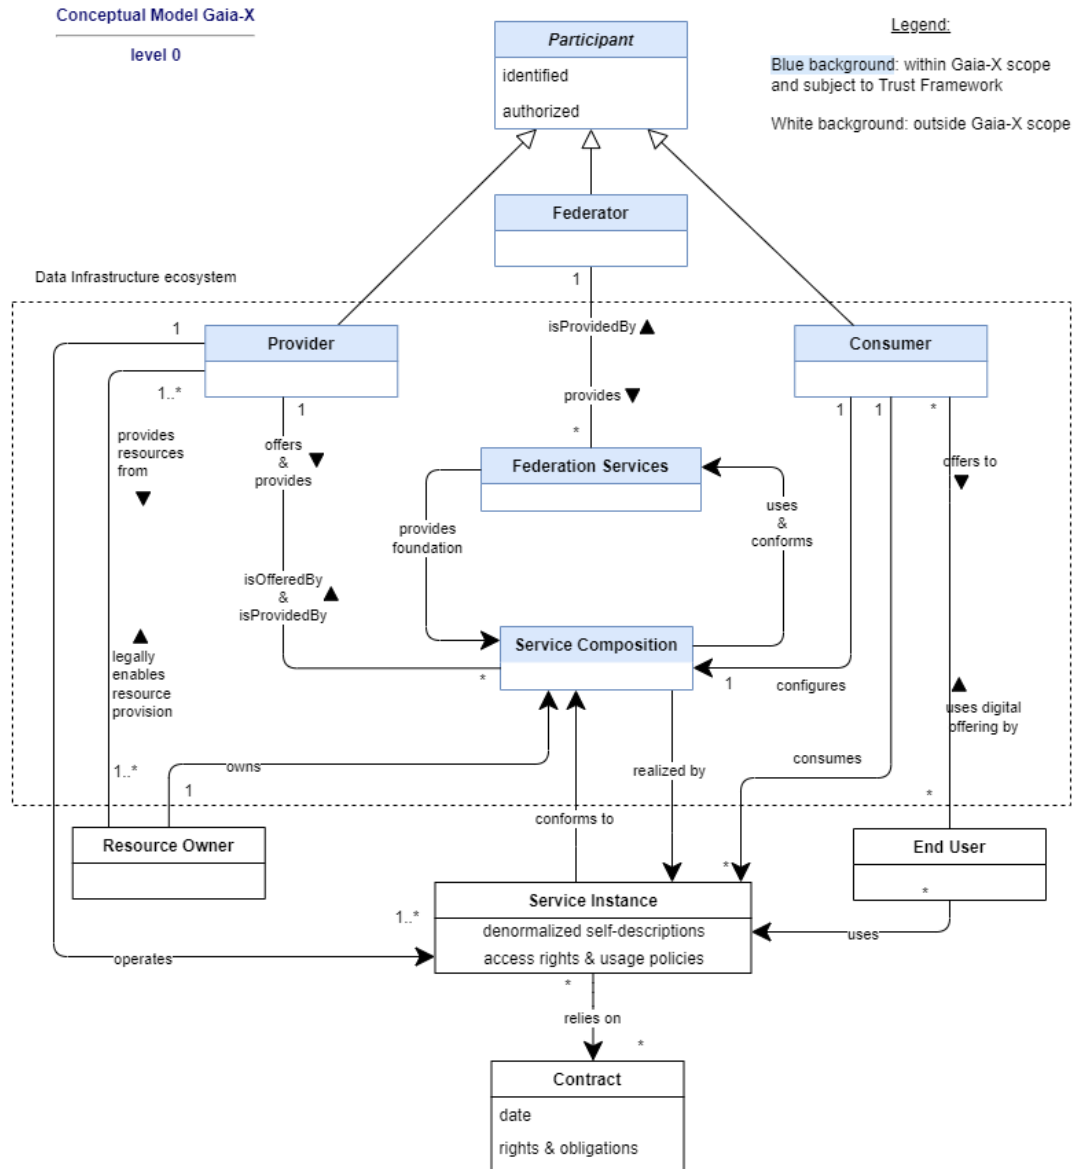 Conceptual Model Gaia-X
level 0
Legend:
Blue background: within Gaia-X scope
and subject to Trust Framework
White background: outside Gaia-X scope
Participant
identified
authorized
Federator
1
Data Infrastructure ecosystem
isProvidedBy
provides
*
Provider
1
1..*
1
Consumer
1
1
*
provides
resources
from
offers
&
provides
Federation Services
offers to
provides
foundation
uses
&
conforms
isOfferedBy
&
isProvidedBy
legally
enables
resource
provision
Service Composition
*
1
configures
uses digital
offering by
owns
1..*
1
realized by
consumes
*
conforms to
Resource Owner
End User
*
*
Service Instance
denormalized self-descriptions
access rights & usage policies
1..*
operates
uses
*
relies on
*
Contract
date
rights & obligations